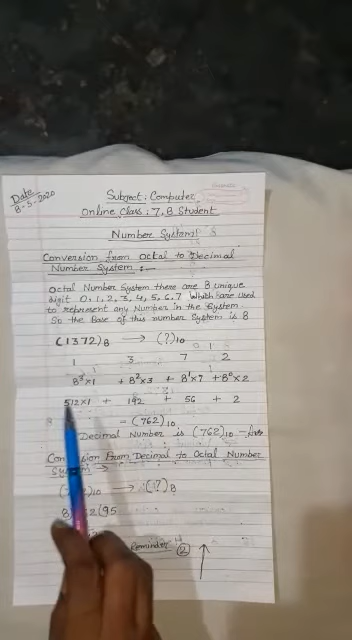 Date
8-5-2020
Subject: Computer
Online Class: 7,8 Student
Number System
Conversion from Octal to Decimal
Number System :-
Octal Number System there are 8 unique
digit 0, 1, 2, 3, 4, 5, 6, 7 which are used
to represent any Number in the System
So the Base of this number System is 8
(1372)8 → (?)10
1 3 7 2
8³×1 + 8²×3 + 8¹×7 + 8⁰×2
512×1 + 192 + 56 + 2
= (762)10
Decimal Number is (762)10
Conversion From Decimal to Octal Number
System →
)10 → (?)8
2(95
Reminder 2